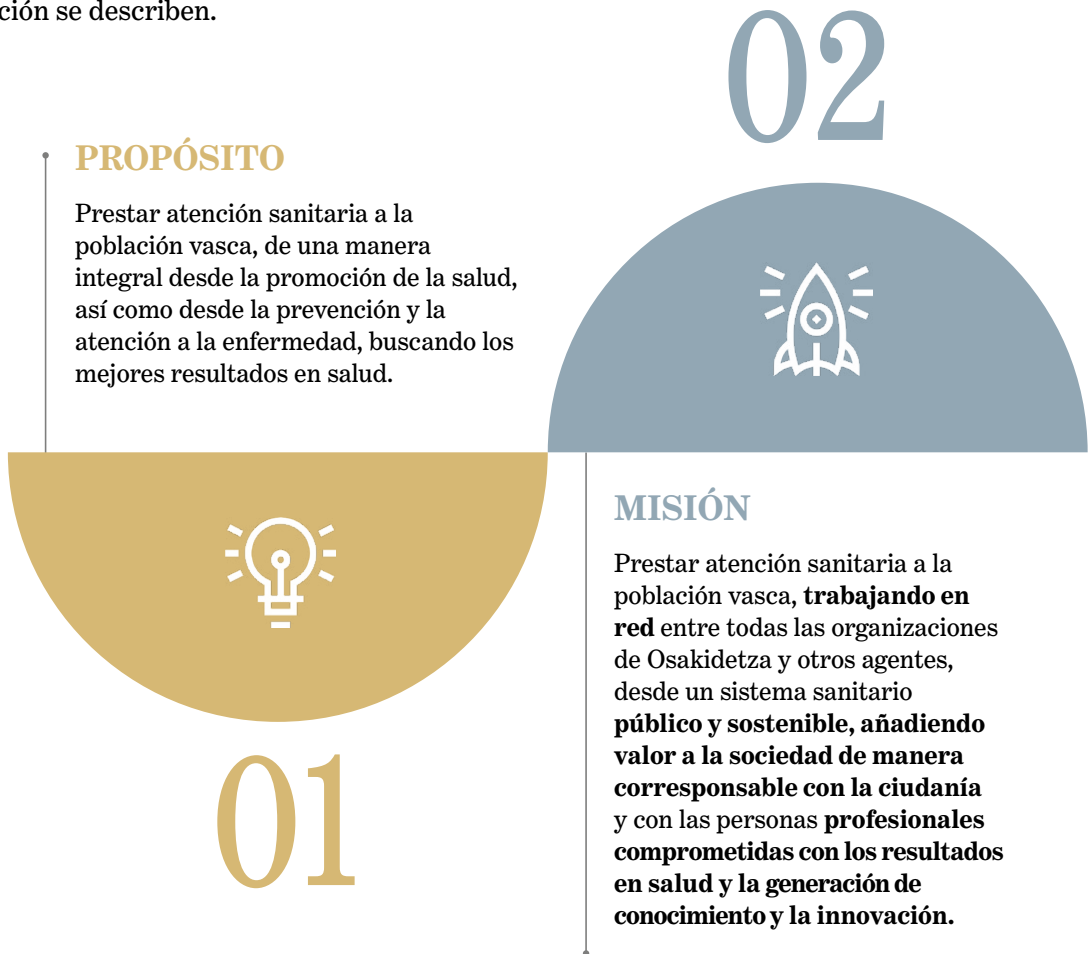 ción se describen.
PROPÓSITO
Prestar atención sanitaria a la
población vasca, de una manera
integral desde la promoción de la salud,
así como desde la prevención y la
atención a la enfermedad, buscando los
mejores resultados en salud.
01
02
MISIÓN
Prestar atención sanitaria a la
población vasca, trabajando en
red entre todas las organizaciones
de Osakidetza y otros agentes,
desde un sistema sanitario
público y sostenible, añadiendo
valor a la sociedad de manera
corresponsable con la ciudanía
y con las personas profesionales
comprometidas con los resultados
en salud y la generación de
conocimiento y la innovación.